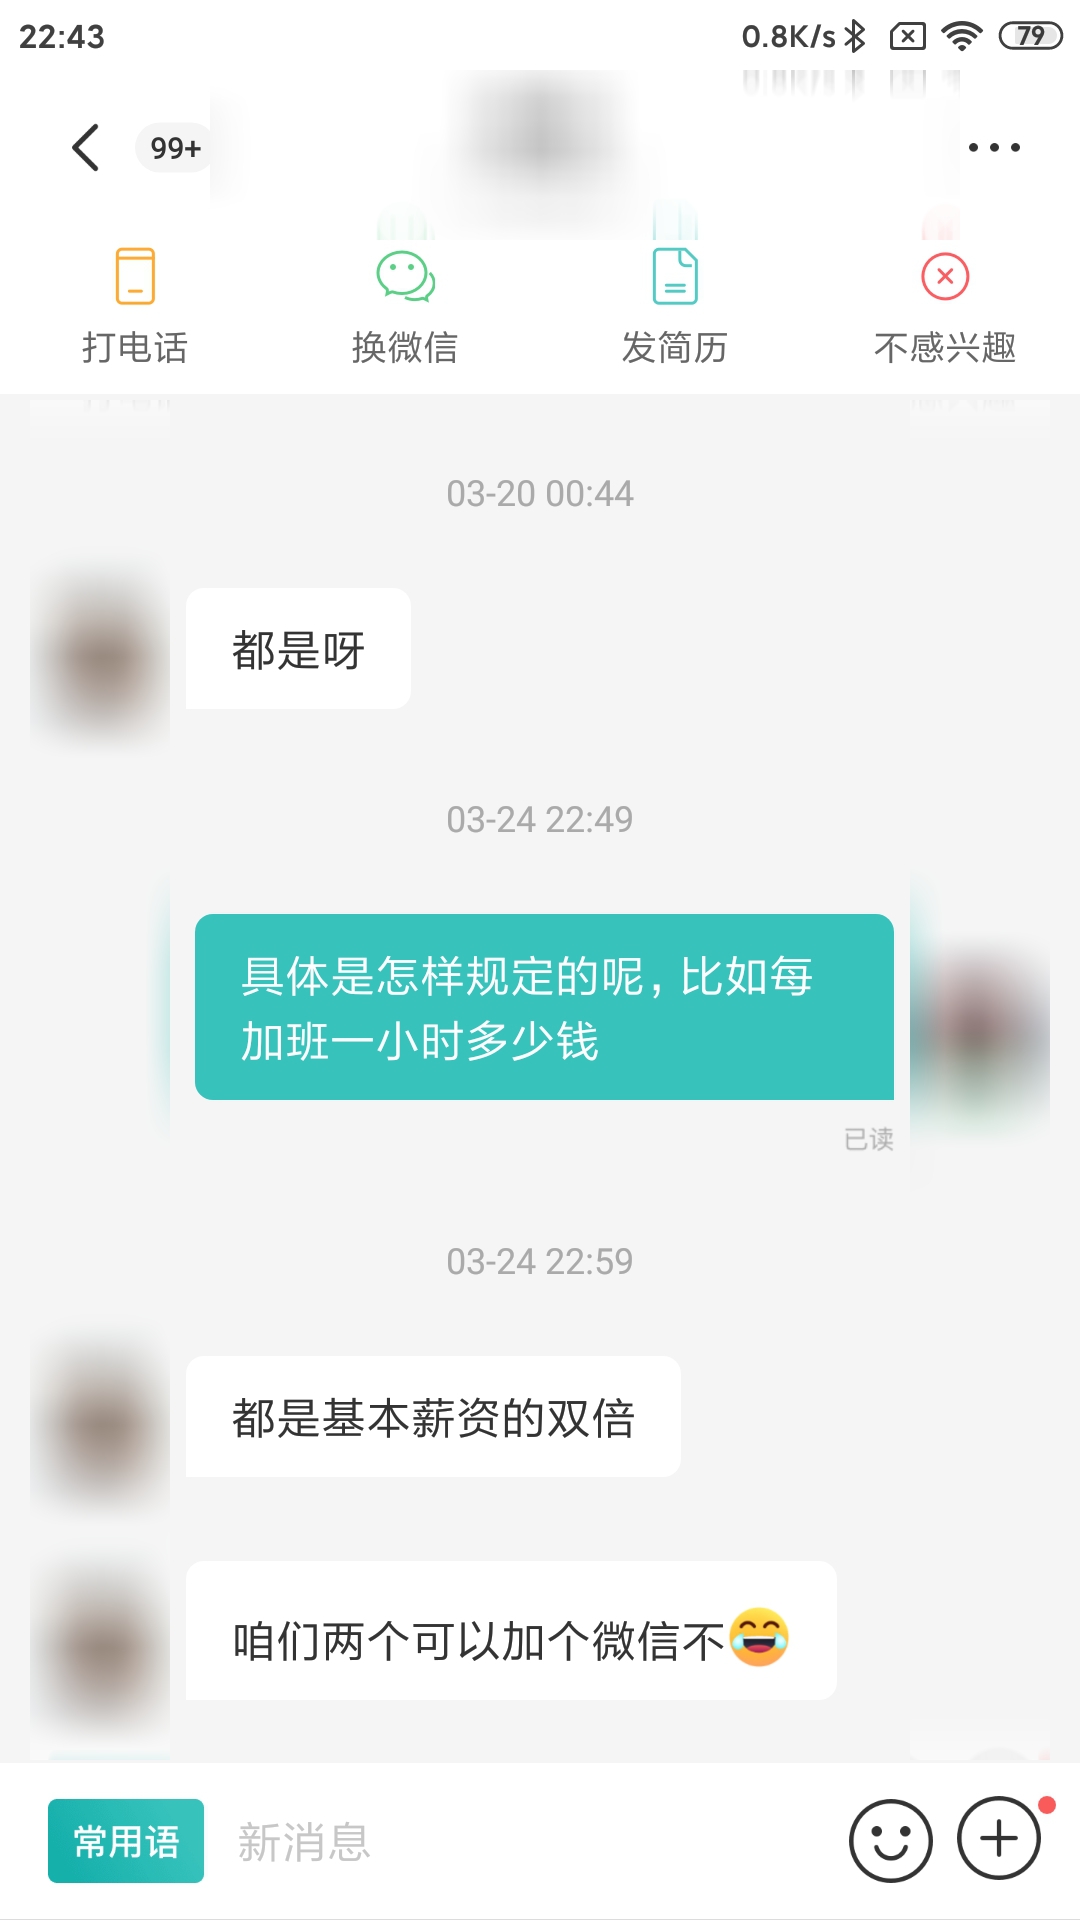 22:43
0.8K/s
79
99+
打电话
换微信
发简历
不感兴趣
03-20 00:44
都是呀
03-24 22:49
具体是怎样规定的呢，比如每
加班一小时多少钱
已读
03-24 22:59
都是基本薪资的双倍
咱们两个可以加个微信不😂
常用语
新消息